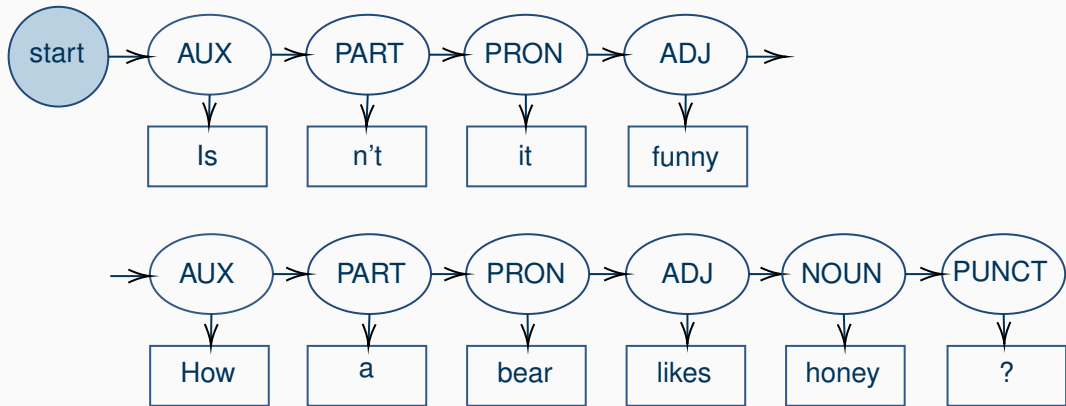 start AUX PART PRON ADJ
Is n't it funny
AUX PART PRON ADJ NOUN PUNCT
How a bear likes honey ?